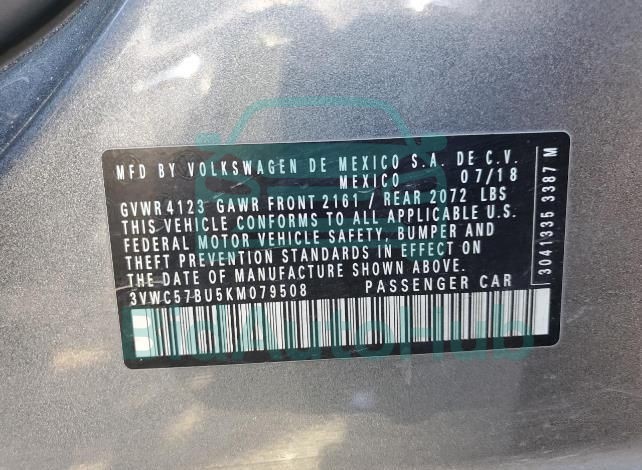 MFD BY VOLKSWAGEN DE MEXICO S.A. DE C.V.
MEXICO 07/18
GVWR 4123 GAWR FRONT 2161 / REAR 2072 LBS
THIS VEHICLE CONFORMS TO ALL APPLICABLE U.S.
FEDERAL MOTOR VEHICLE SAFETY, BUMPER AND
THEFT PREVENTION STANDARDS IN EFFECT ON
THE DATE OF MANUFACTURE SHOWN ABOVE.
3VWC57BU5KM079508 PASSENGER CAR
3041335 3387 M
BidAutoHub